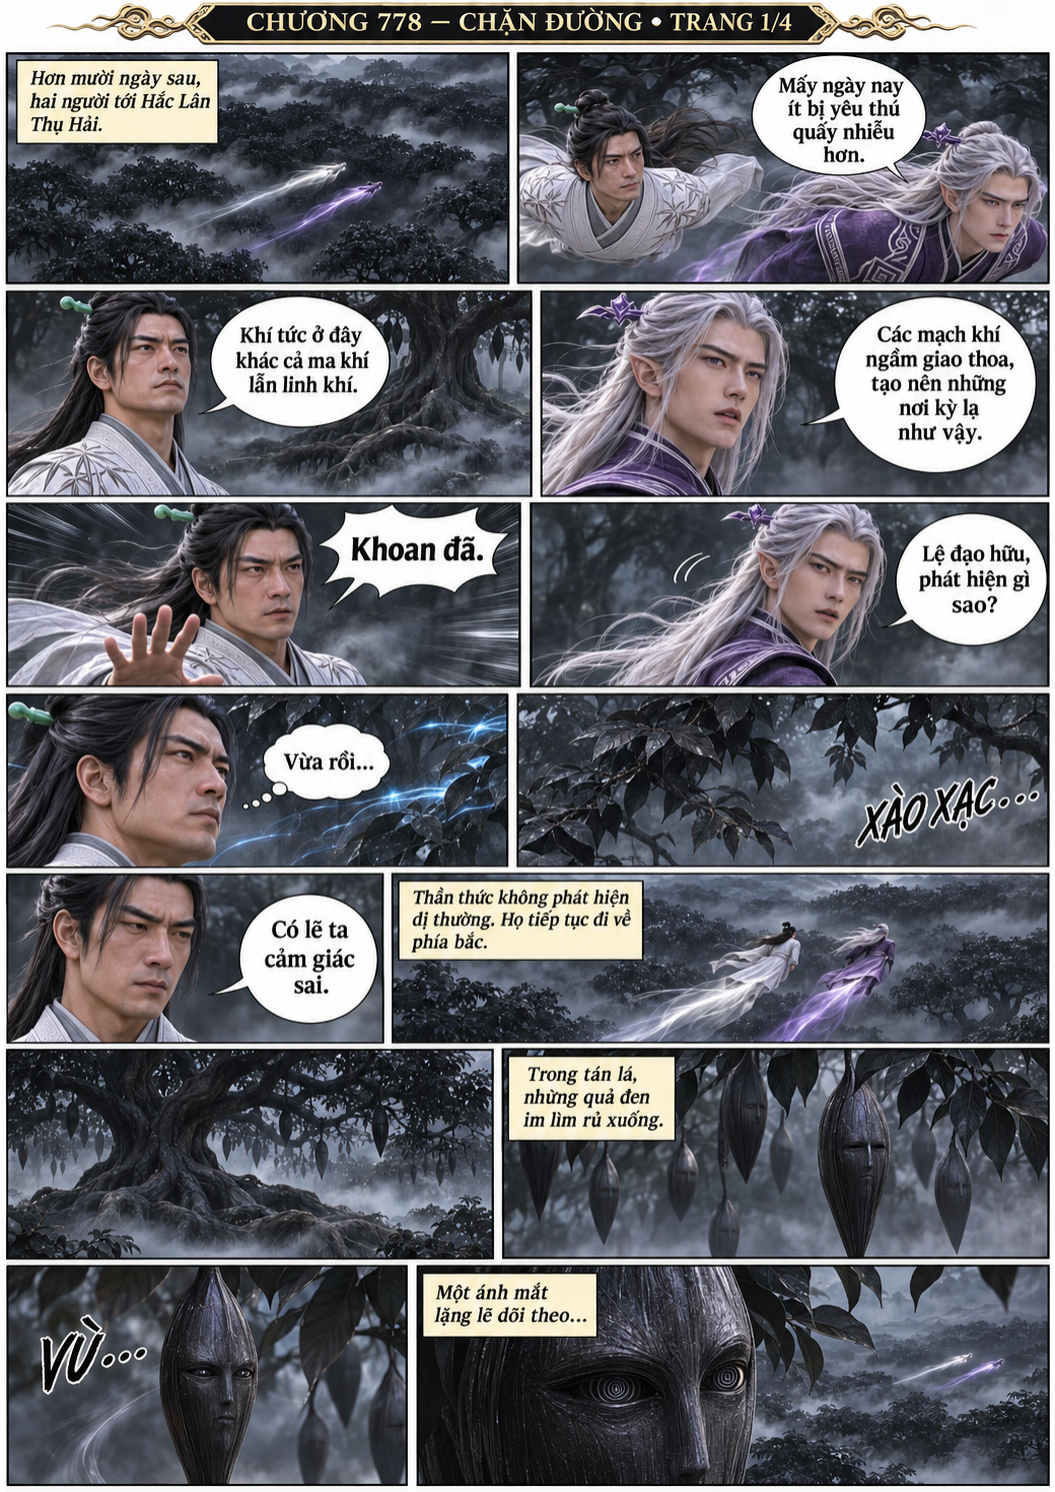 CHƯƠNG 778 – CHẶN ĐƯỜNG • TRANG 1/4
Hơn mười ngày sau,
hai người tới Hắc Lân
Thụ Hải.
Mấy ngày nay
ít bị yêu thú
quấy nhiễu
hơn.
Khí tức ở đây
khác cả ma khí
lẫn linh khí.
Các mạch khí
ngầm giao thoa,
tạo nên những
nơi kỳ lạ
như vậy.
Khoan đã.
Lệ đạo hữu,
phát hiện gì
sao?
Vừa rồi...
XÀO XẠC...
Có lẽ ta
cảm giác
sai.
Thần thức không phát hiện
dị thường. Họ tiếp tục đi về
phía bắc.
Trong tán lá,
những quả đen
im lìm rủ xuống.
VÙ...
Một ánh mắt
lặng lẽ dõi theo...